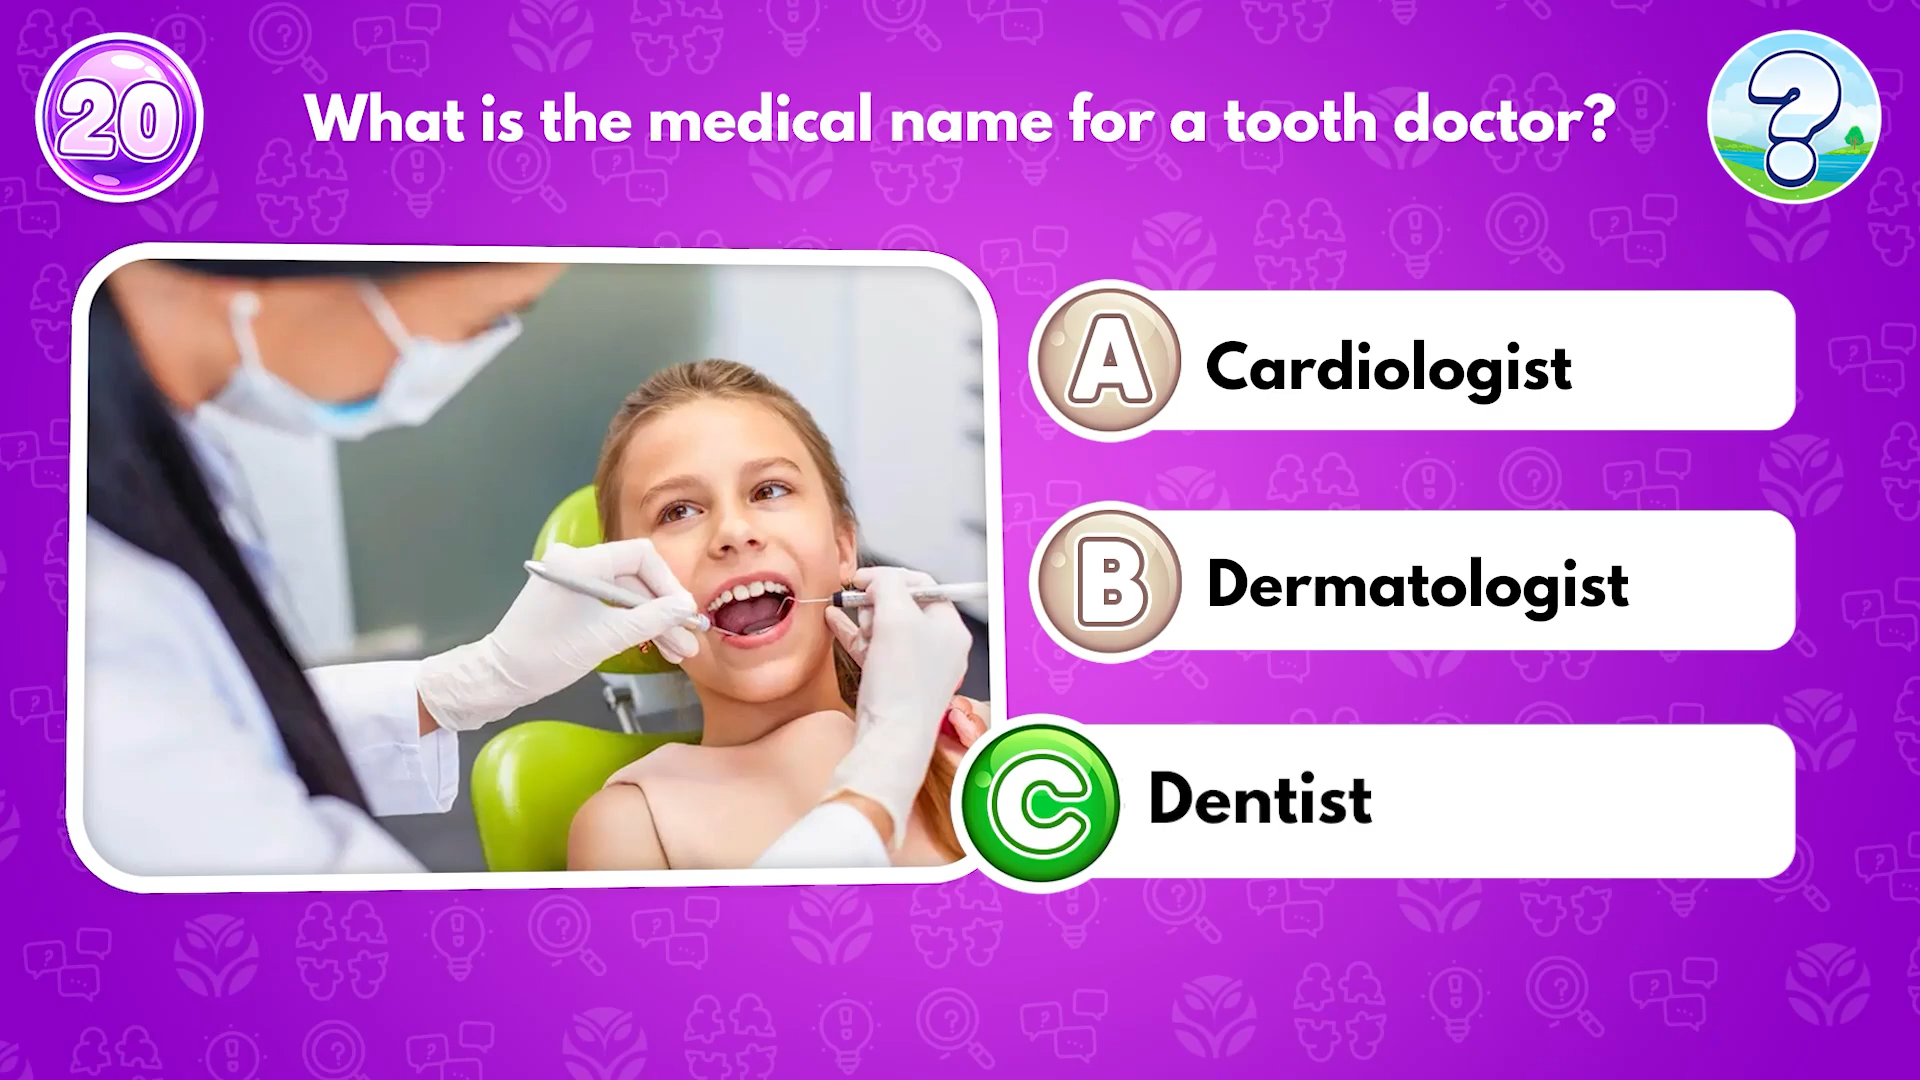 20
What is the medical name for a tooth doctor?
?
A Cardiologist
B Dermatologist
C Dentist